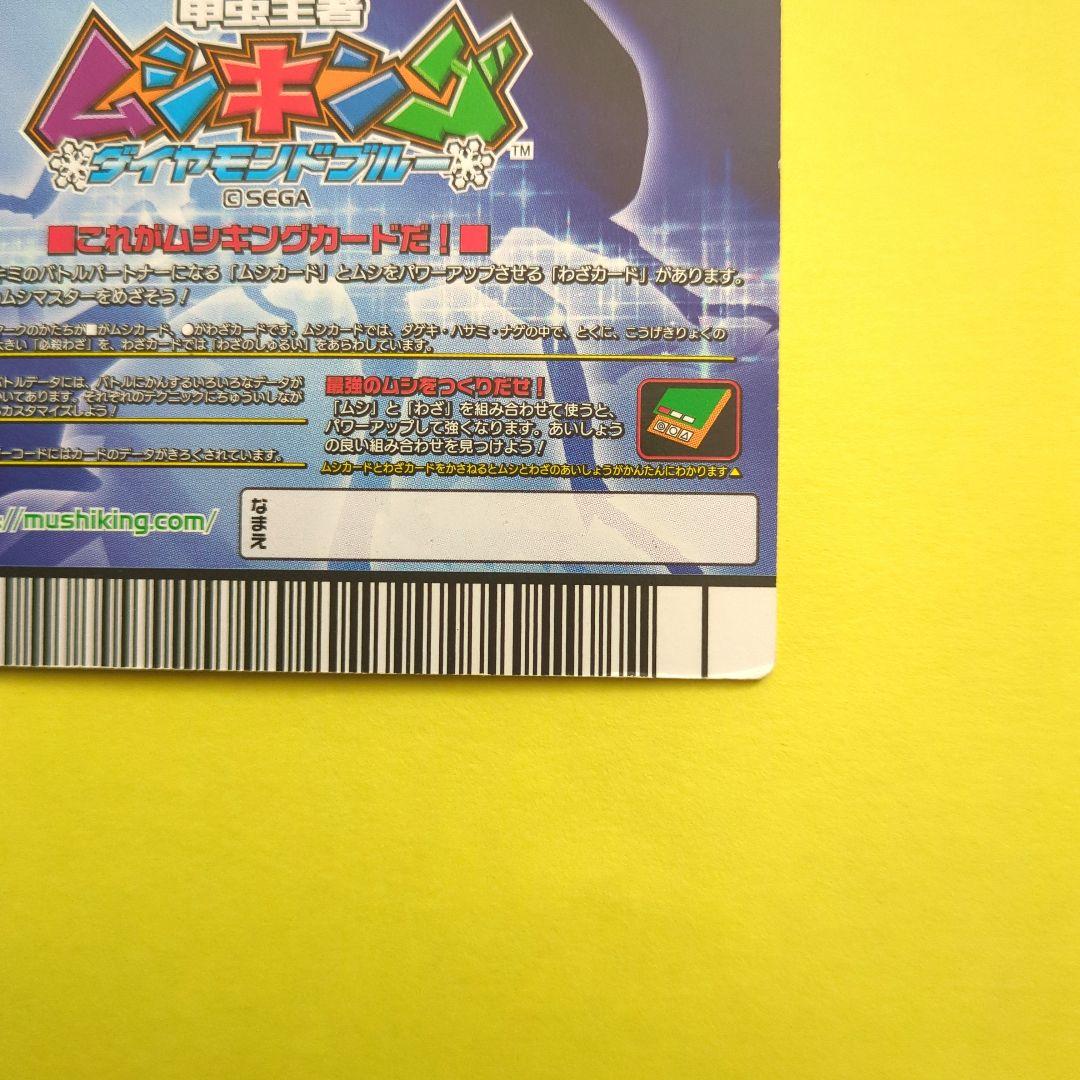 甲虫王者
ムシキング
ダイヤモンドブルー
TM
©SEGA
■これがムシキングカードだ！■
キミのバトルパートナーになる「ムシカード」とムシをパワーアップさせる「わざカード」があります。
ムシマスターをめざそう！
マークのかたちが■がムシカード、●がわざカードです。ムシカードでは、ダゲキ・ハサミ・ナゲの中で、とくに、こうげきりょくの
大きい「必殺わざ」を、わざカードでは「わざのしゅるい」をあらわしています。
バトルデータには、バトルにかんするいろいろなデータが
いてあります。それぞれのテクニックにちゅういしなが
カスタマイズしよう！
バーコードにはカードのデータがきろくされています。
最強のムシをつくりだせ！
「ムシ」と「わざ」を組み合わせて使うと、
パワーアップして強くなります。あいしょう
の良い組み合わせを見つけよう！
ムシカードとわざカードをかさねるとムシとわざのあいしょうがかんたんにわかります▲
://mushiking.com/
なまえ